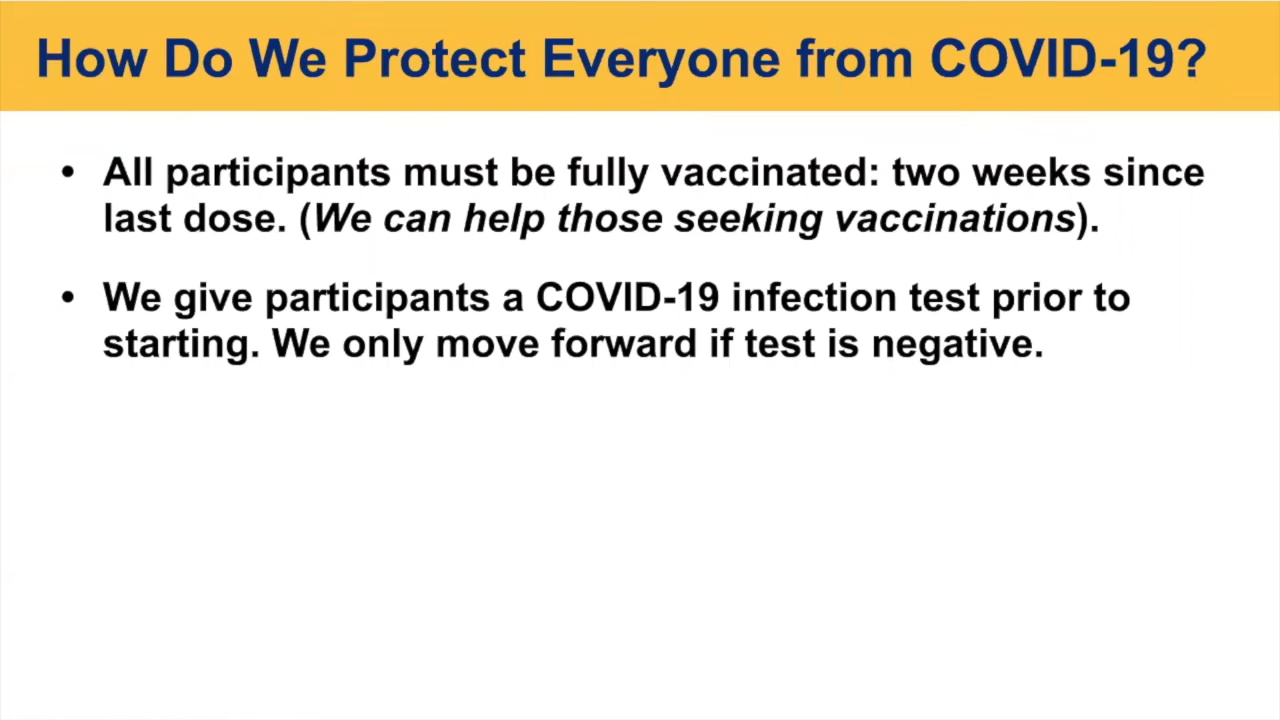 How Do We Protect Everyone from COVID-19?
• All participants must be fully vaccinated: two weeks since
last dose. (We can help those seeking vaccinations).
• We give participants a COVID-19 infection test prior to
starting. We only move forward if test is negative.